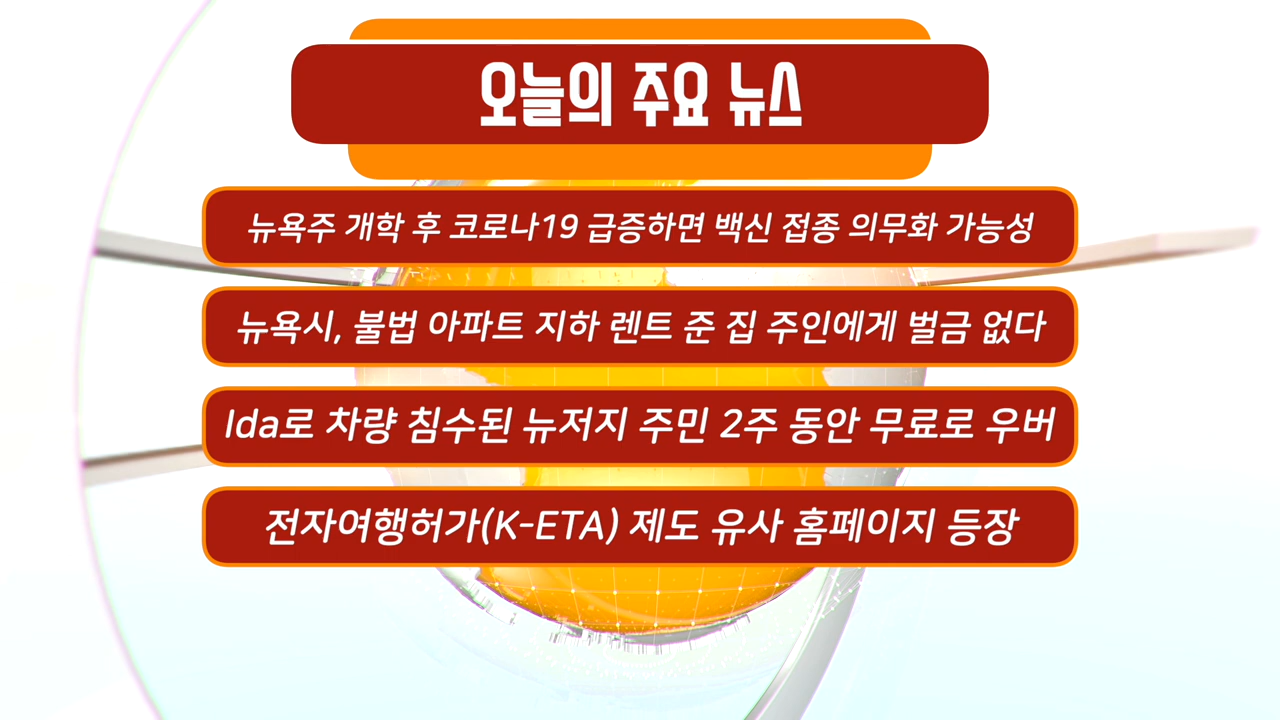 오늘의 주요 뉴스
뉴욕주 개학 후 코로나19 급증하면 백신 접종 의무화 가능성
뉴욕시, 불법 아파트 지하 렌트 준 집 주인에게 벌금 없다
Ida로 차량 침수된 뉴저지 주민 2주 동안 무료로 우버
전자여행허가(K-ETA) 제도 유사 홈페이지 등장